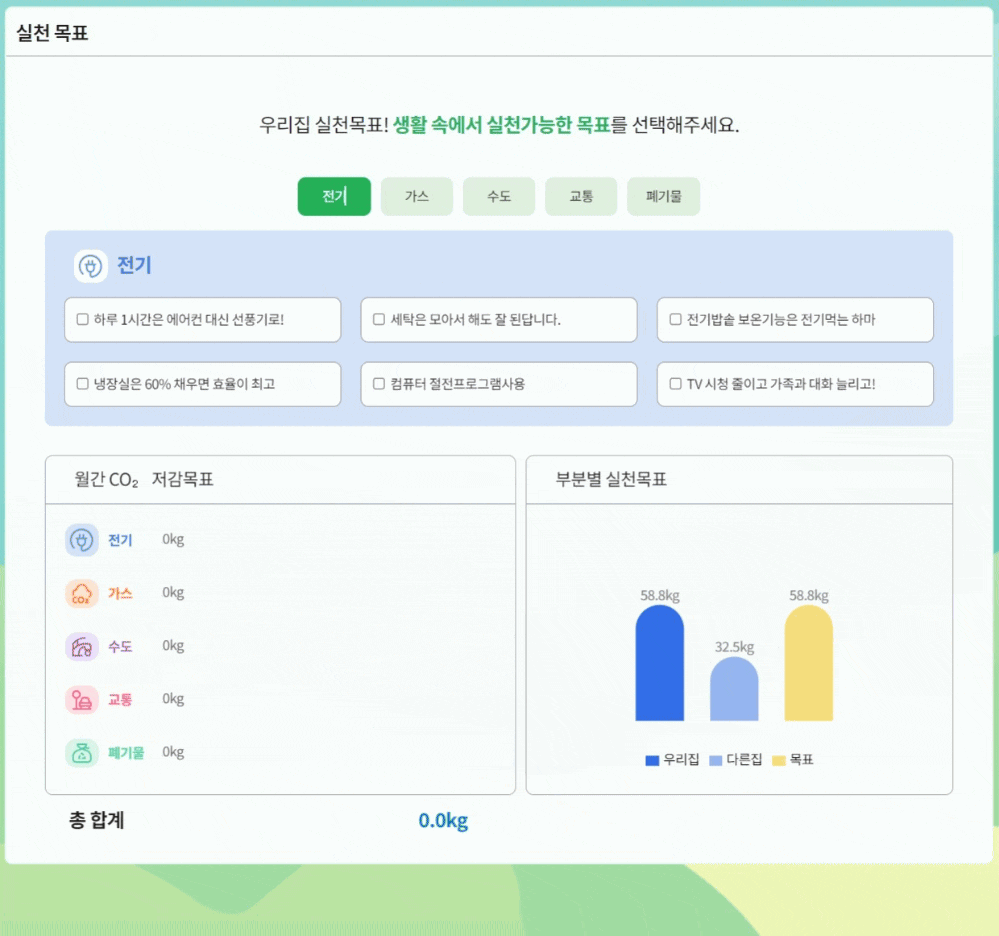 실천 목표
우리집 실천목표! 생활 속에서 실천가능한 목표를 선택해주세요.
전기 가스 수도 교통 폐기물
전기
하루 1시간은 에어컨 대신 선풍기로! 세탁은 모아서 해도 잘 된답니다. 전기밥솥 보온기능은 전기먹는 하마
냉장실은 60% 채우면 효율이 최고 컴퓨터 절전프로그램사용 TV 시청 줄이고 가족과 대화 늘리고!
월간 CO₂ 저감목표
CO₂
전기 0kg
가스 0kg
수도 0kg
교통 0kg
폐기물 0kg
총 합계 0.0kg
부분별 실천목표
58.8kg 32.5kg 58.8kg
우리집 다른집 목표